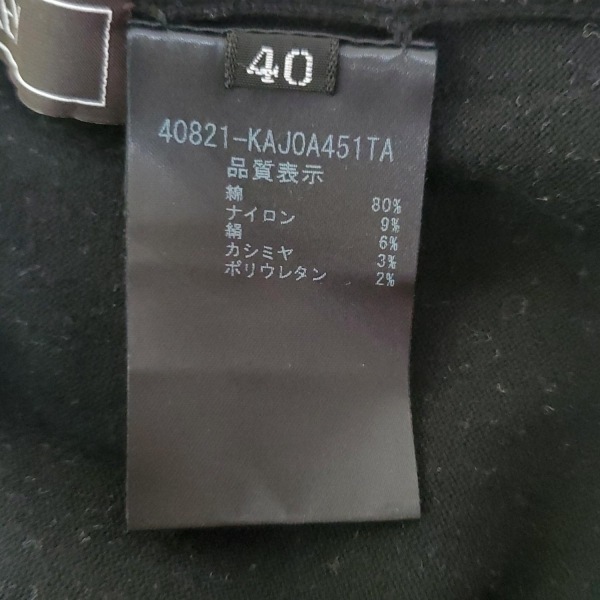 40
40821-KAJOA451TA
品質表示
綿 80%
ナイロン 9%
絹 6%
カシミヤ 3%
ポリウレタン 2%